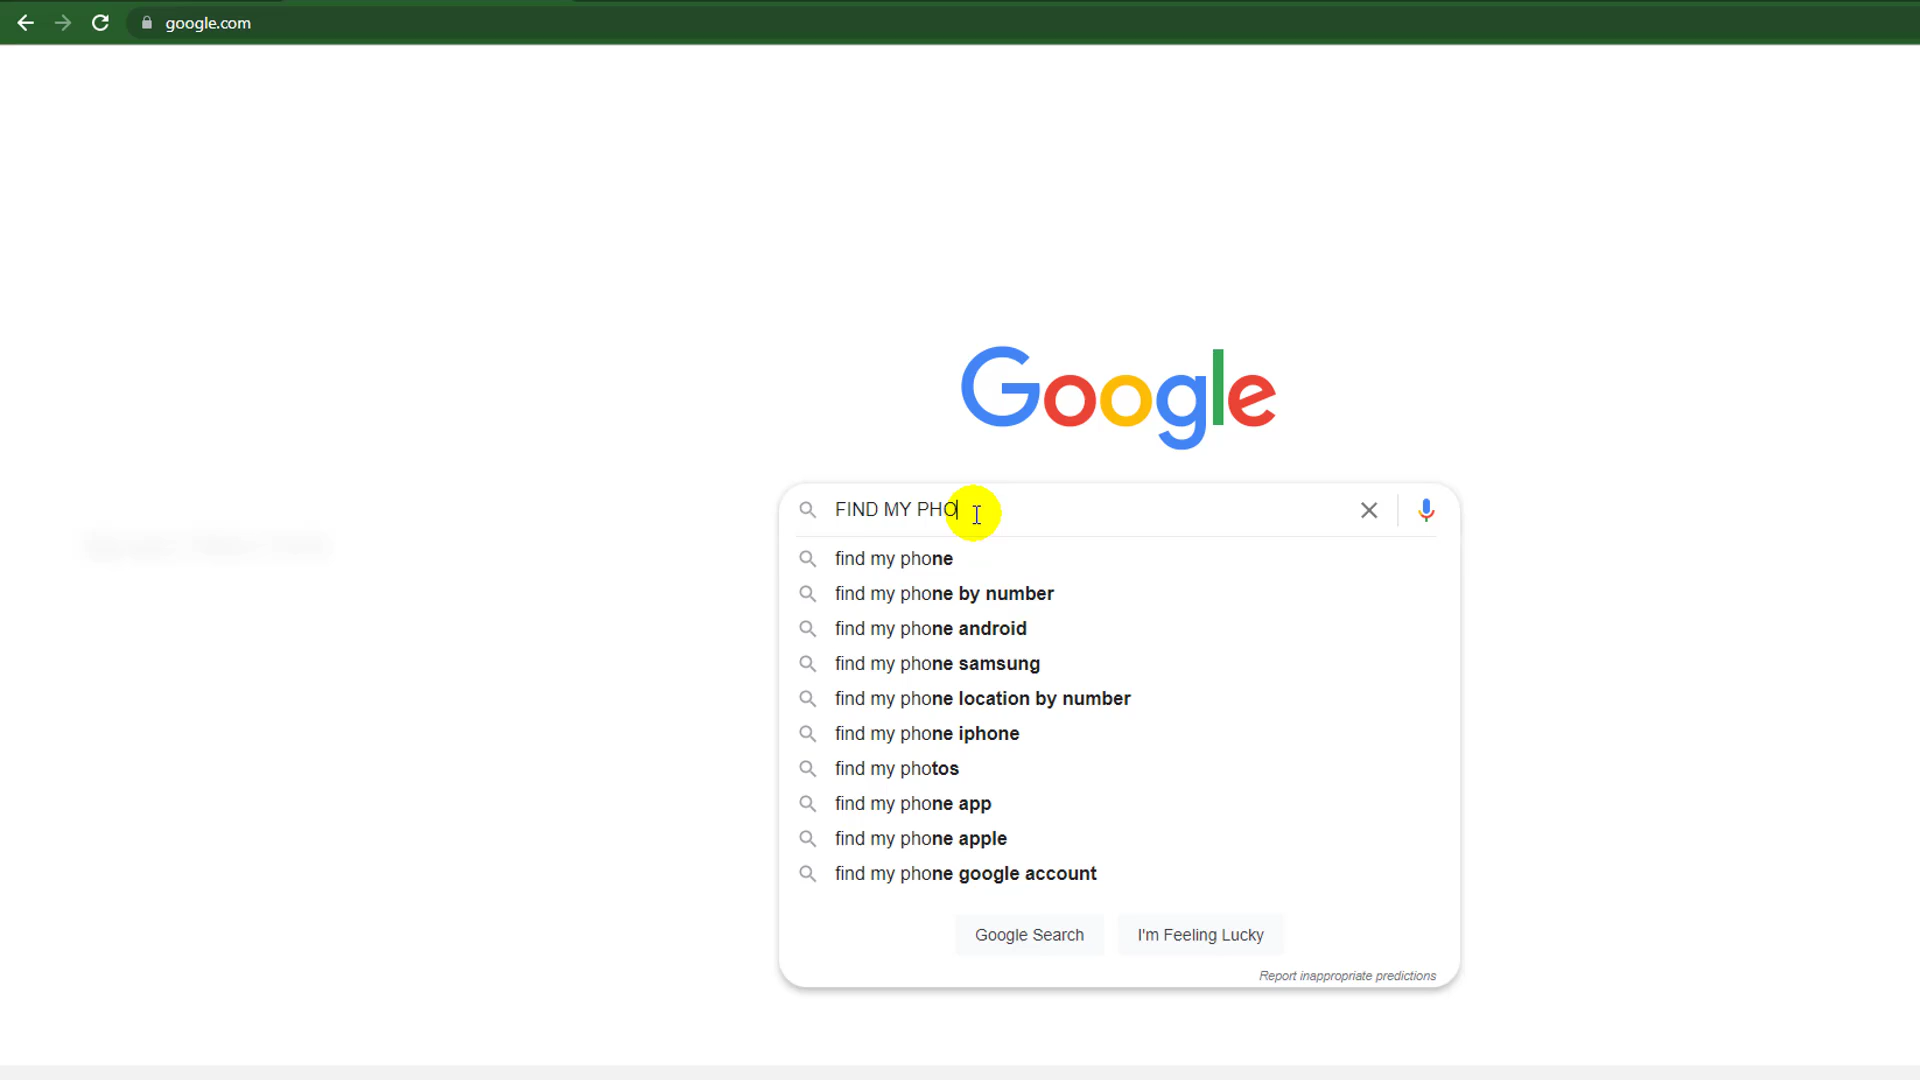 google.com
Google
FIND MY PHO
find my phone
find my phone by number
find my phone android
find my phone samsung
find my phone location by number
find my phone iphone
find my photos
find my phone app
find my phone apple
find my phone google account
Google Search
I'm Feeling Lucky
Report inappropriate predictions